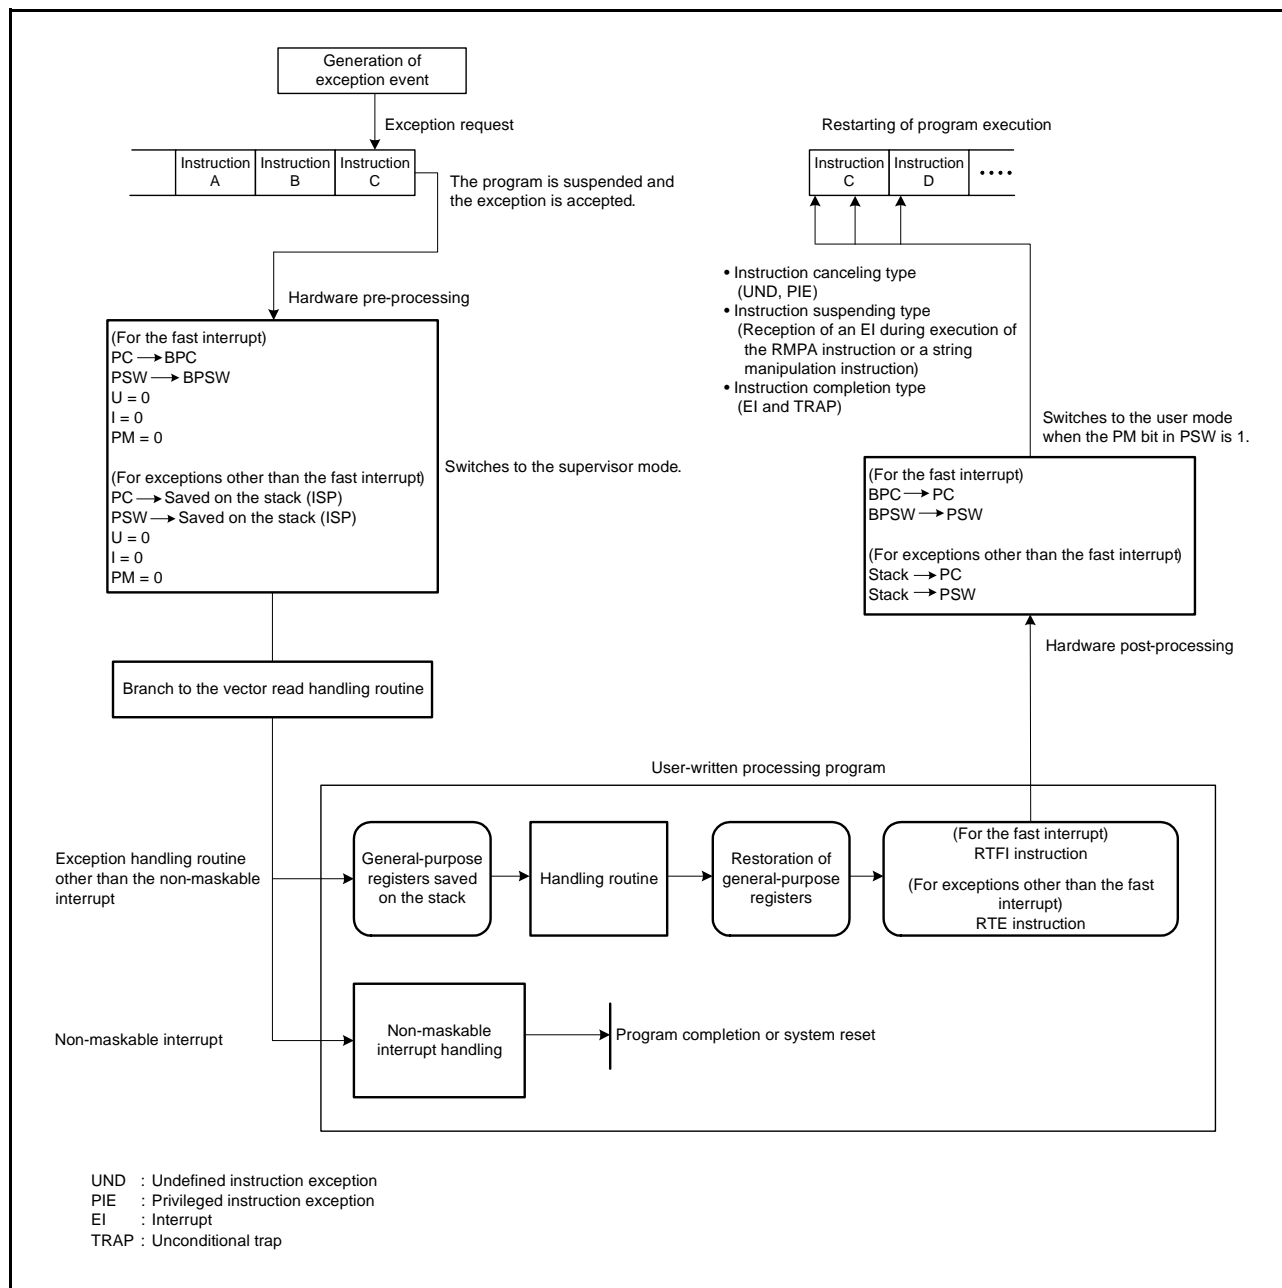 Generation of
exception event
Exception request
Instruction
A
Instruction
B
Instruction
C
The program is suspended and
the exception is accepted.
Restarting of program execution
Instruction
C
Instruction
D
••••
• Instruction canceling type
(UND, PIE)
• Instruction suspending type
(Reception of an EI during execution of
the RMPA instruction or a string
manipulation instruction)
• Instruction completion type
(EI and TRAP)
Hardware pre-processing
(For the fast interrupt)
PC → BPC
PSW → BPSW
U = 0
I = 0
PM = 0
(For exceptions other than the fast interrupt)
PC → Saved on the stack (ISP)
PSW → Saved on the stack (ISP)
U = 0
I = 0
PM = 0
Switches to the supervisor mode.
Switches to the user mode
when the PM bit in PSW is 1.
(For the fast interrupt)
BPC → PC
BPSW → PSW
(For exceptions other than the fast interrupt)
Stack → PC
Stack → PSW
Hardware post-processing
Branch to the vector read handling routine
User-written processing program
Exception handling routine
other than the non-maskable
interrupt
General-purpose
registers saved
on the stack
Handling routine
Restoration of
general-purpose
registers
(For the fast interrupt)
RTFI instruction
(For exceptions other than the fast
interrupt)
RTE instruction
Non-maskable interrupt
Non-maskable
interrupt handling
Program completion or system reset
UND : Undefined instruction exception
PIE : Privileged instruction exception
EI : Interrupt
TRAP : Unconditional trap